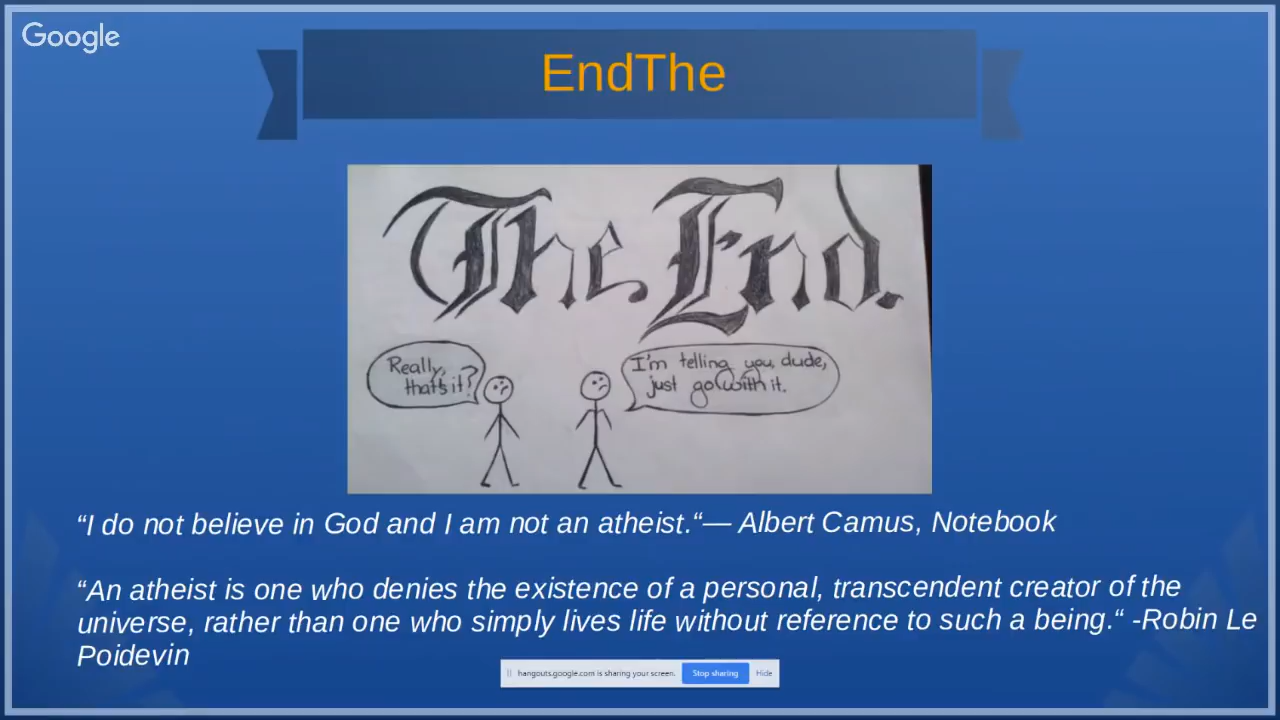 Google
EndThe
The End.
Really,
that's it?
I'm telling you, dude,
just go with it.
“I do not believe in God and I am not an atheist.“— Albert Camus, Notebook
“An atheist is one who denies the existence of a personal, transcendent creator of the
universe, rather than one who simply lives life without reference to such a being.“ -Robin Le
Poidevin
hangouts.google.com is sharing your screen. Stop sharing Hide